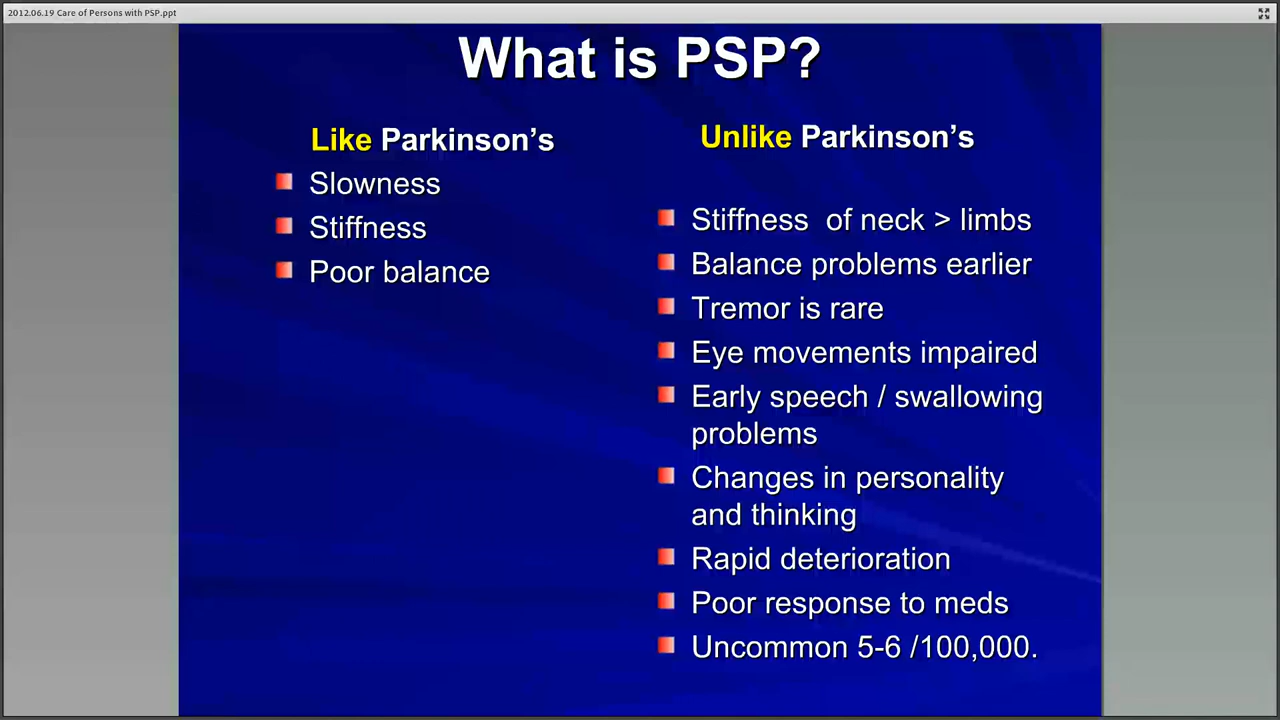 2012.06.19 Care of Persons with PSP.ppt
What is PSP?
Like Parkinson's
Slowness
Stiffness
Poor balance
Unlike Parkinson's
Stiffness  of neck > limbs
Balance problems earlier
Tremor is rare
Eye movements impaired
Early speech / swallowing
problems
Changes in personality
and thinking
Rapid deterioration
Poor response to meds
Uncommon 5-6 /100,000.